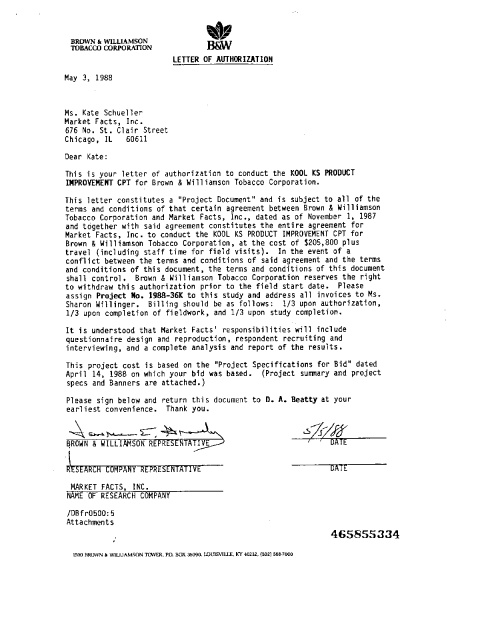 BROWN & WILLIAMSON
TOBACCO CORPORATION
B&W
LETTER OF AUTHORIZATION
May 3, 1988
Ms. Kate Schueller
Market Facts, Inc.
676 No. St. Clair Street
Chicago, IL 60611
Dear Kate:
This is your letter of authorization to conduct the KOOL KS PRODUCT
IMPROVEMENT CPT for Brown & Williamson Tobacco Corporation.
This letter constitutes a "Project Document" and is subject to all of the
terms and conditions of that certain agreement between Brown & Williamson
Tobacco Corporation and Market Facts, Inc., dated as of November 1, 1987
and together with said agreement constitutes the entire agreement for
Market Facts, Inc. to conduct the KOOL KS PRODUCT IMPROVEMENT CPT for
Brown & Williamson Tobacco Corporation, at the cost of $205,800 plus
travel (including staff time for field visits). In the event of a
conflict between the terms and conditions of said agreement and the terms
and conditions of this document, the terms and conditions of this document
shall control. Brown & Williamson Tobacco Corporation reserves the right
to withdraw this authorization prior to the field start date. Please
assign Project No. 1988-36K to this study and address all invoices to Ms.
Sharon Willinger. Billing should be as follows: 1/3 upon authorization,
1/3 upon completion of fieldwork, and 1/3 upon study completion.
It is understood that Market Facts' responsibilities will include
questionnaire design and reproduction, respondent recruiting and
interviewing, and a complete analysis and report of the results.
This project cost is based on the "Project Specifications for Bid" dated
April 14, 1988 on which your bid was based. (Project summary and project
specs and Banners are attached.)
Please sign below and return this document to D. A. Beatty at your
earliest convenience. Thank you.
5/5/88
BROWN & WILLIAMSON REPRESENTATIVE DATE
RESEARCH COMPANY REPRESENTATIVE DATE
MARKET FACTS, INC.
NAME OF RESEARCH COMPANY
/DBfr0500:5
Attachments
465855334
1500 BROWN & WILLIAMSON TOWER, P.O. BOX 35090, LOUISVILLE, KY 40232, (502) 568-7000